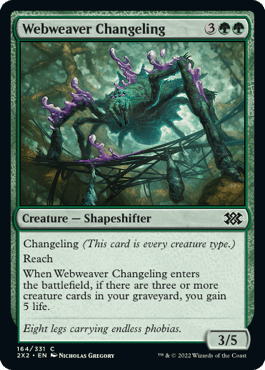 Webweaver Changeling 3
Creature — Shapeshifter
Changeling (This card is every creature type.)
Reach
When Webweaver Changeling enters
the battlefield, if there are three or more
creature cards in your graveyard, you gain
5 life.
Eight legs carrying endless phobias.
3/5
164/331 C
2X2 • EN Nicholas Gregory
™ & © 2022 Wizards of the Coast